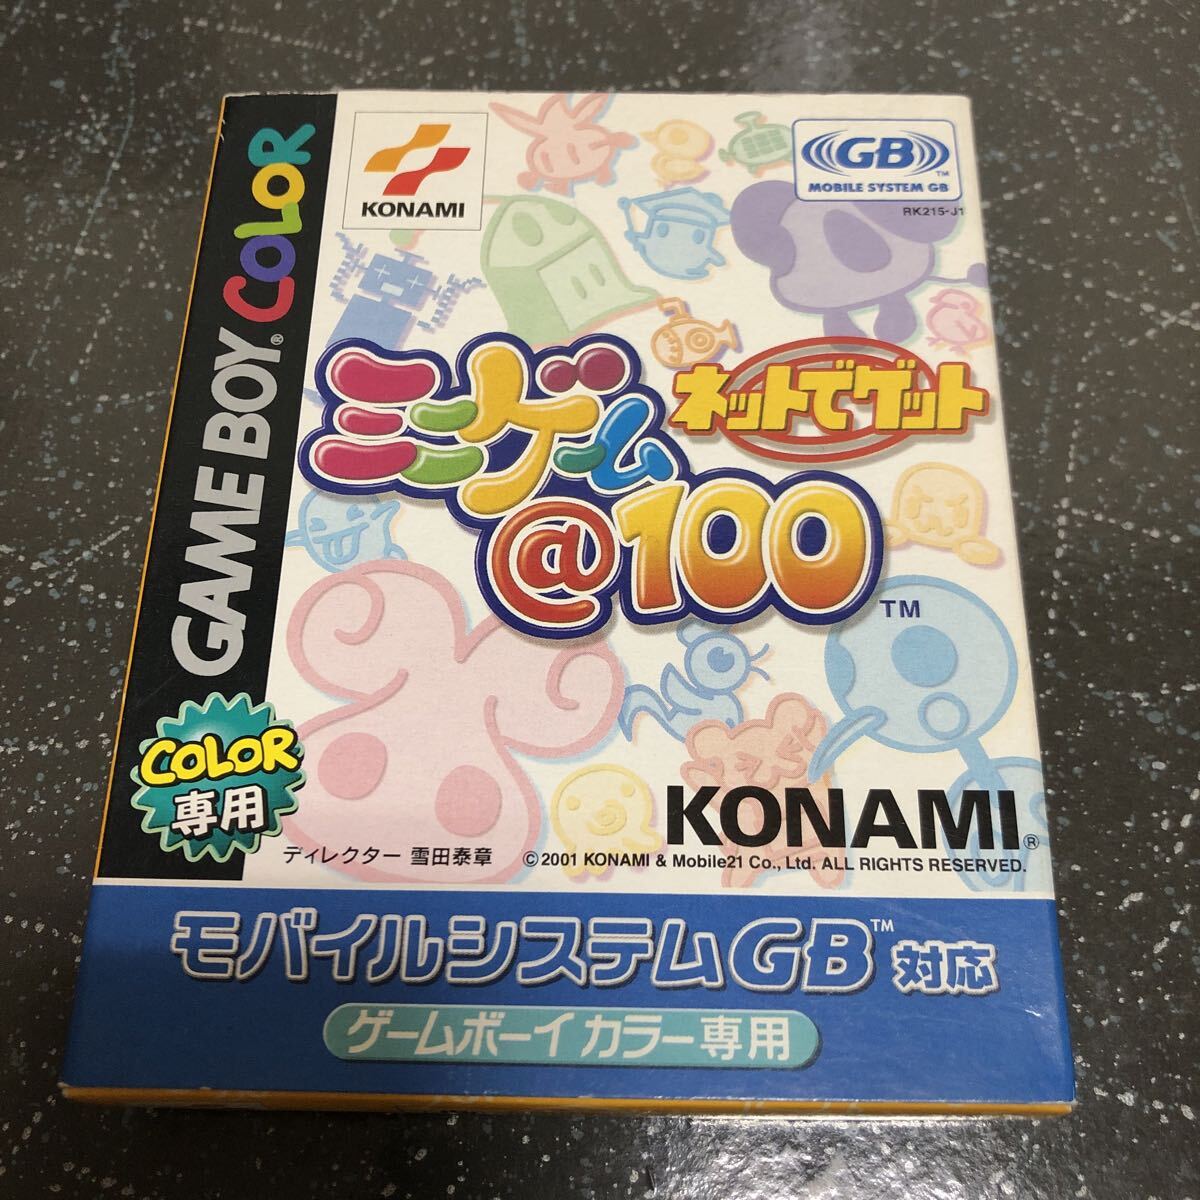 GAME BOY COLOR
KONAMI
GB™
MOBILE SYSTEM GB
RK215-J1
ネットでゲット
ミニゲーム
@100™
COLOR
専用
KONAMI®
ディレクター 雪田泰章
©2001 KONAMI & Mobile21 Co., Ltd. ALL RIGHTS RESERVED.
モバイルシステムGB™対応
ゲームボーイ カラー専用